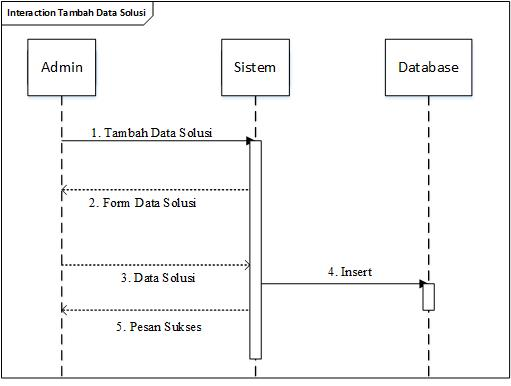 Interaction Tambah Data Solusi
Admin
Sistem
Database
1. Tambah Data Solusi
2. Form Data Solusi
3. Data Solusi
4. Insert
5. Pesan Sukses